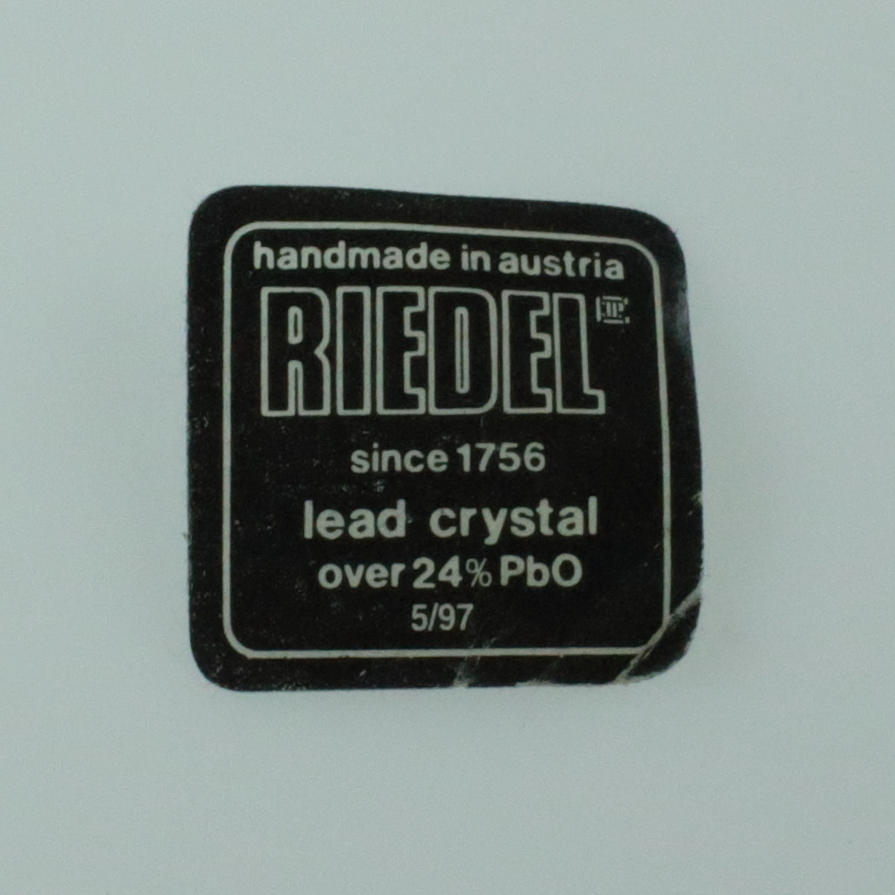 handmade in austria
RIEDEL
since 1756
lead crystal
over 24% PbO
5/97